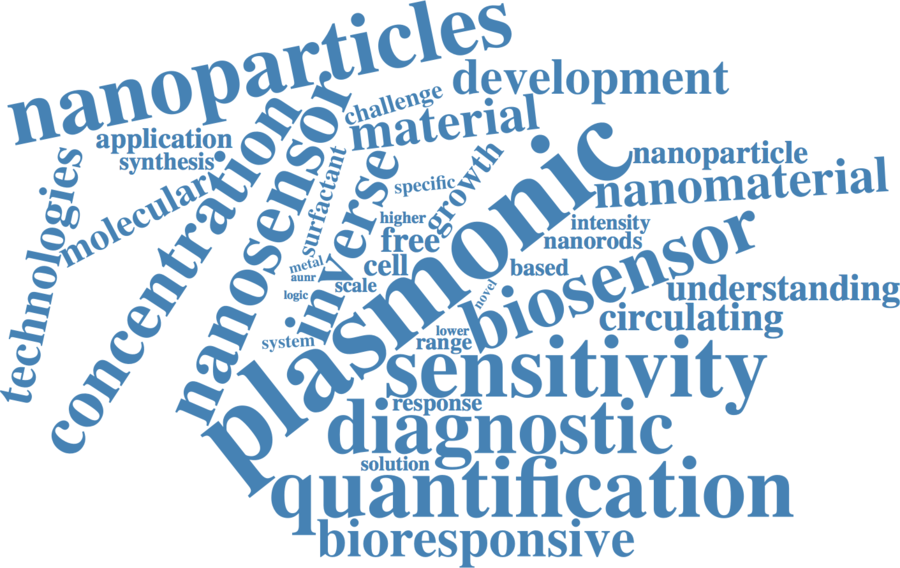 nanoparticles
development
challenge
material
application
synthesis
technologies
molecular
concentration
nanosensor
surfactant
inverse
specific
growth
plasmonic
nanoparticle
nanomaterial
higher
free
intensity
nanorods
metal
aunr
cell
scale
based
logic
novel
biosensor
understanding
circulating
system
lower
range
sensitivity
response
diagnostic
solution
quantification
bioresponsive